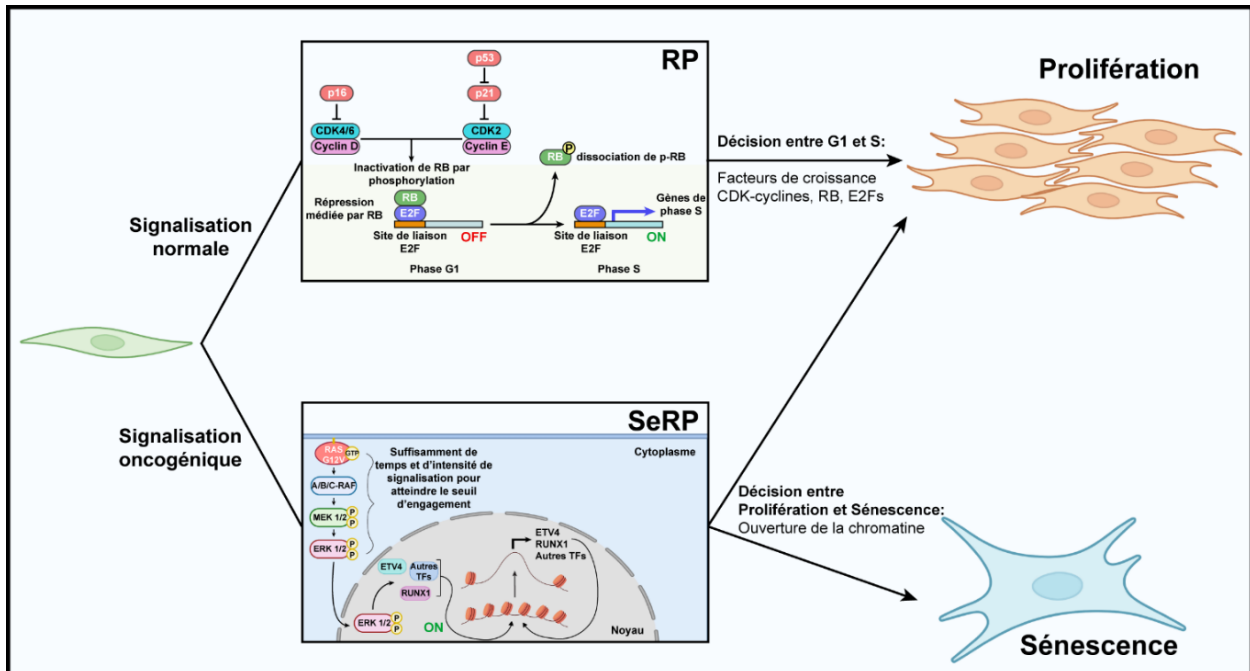 RP
p53
p16
p21
CDK4/6
Cyclin D
CDK2
Cyclin E
Inactivation de RB par
phosphorylation
RB
P
dissociation de p-RB
Répression
médiée par RB
RB
E2F
Site de liaison
E2F
OFF
Phase G1
E2F
Gènes de
phase S
Site de liaison
E2F
ON
Phase S
Signalisation
normale
Décision entre G1 et S:
Facteurs de croissance
CDK-cyclines, RB, E2Fs
Prolifération
Signalisation
oncogénique
SeRP
Cytoplasme
RAS
G12V
GTP
A/B/C-RAF
MEK 1/2
P
P
ERK 1/2
P
P
Suffisamment de
temps et d'intensité de
signalisation pour
atteindre le seuil
d'engagement
ETV4
Autres
TFs
RUNX1
ERK 1/2
P
P
ON
ETV4
RUNX1
Autres TFs
Noyau
Décision entre
Prolifération et Sénescence:
Ouverture de la chromatine
Sénescence